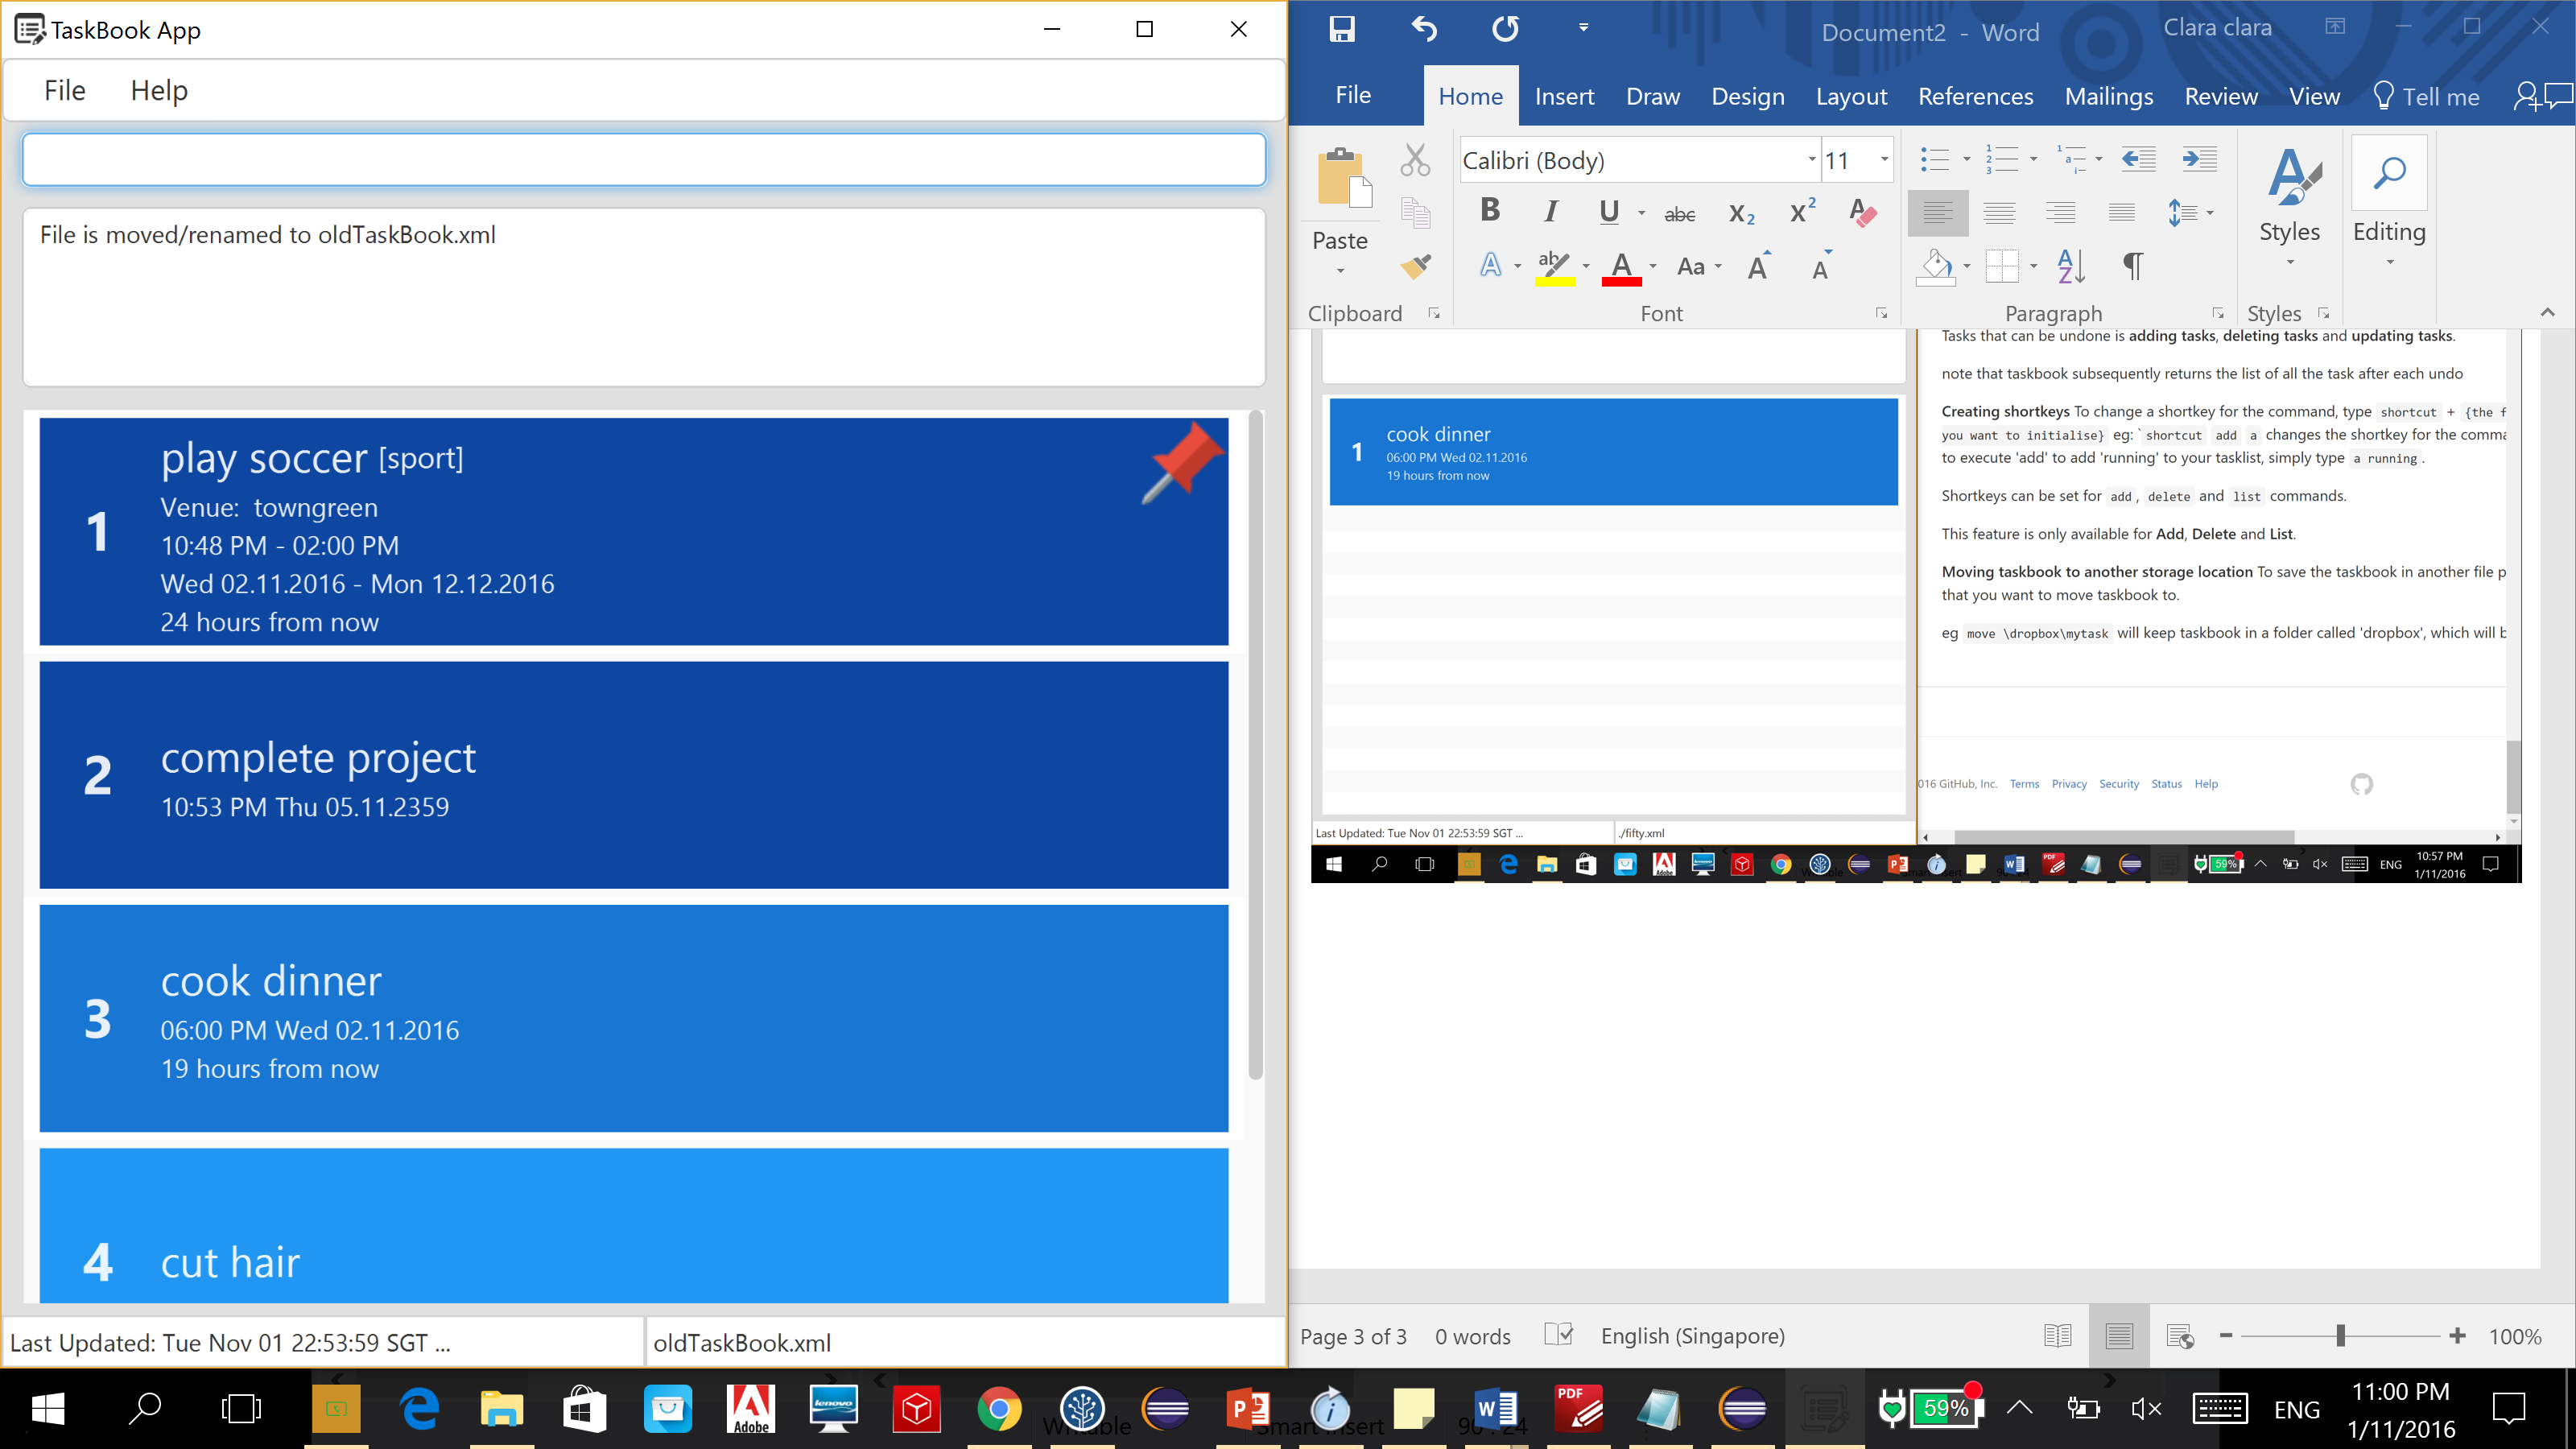 TaskBook App
File Help
File is moved/renamed to oldTaskBook.xml
1
play soccer [sport]
Venue: towngreen
10:48 PM - 02:00 PM
Wed 02.11.2016 - Mon 12.12.2016
24 hours from now
2
complete project
10:53 PM Thu 05.11.2359
3
cook dinner
06:00 PM Wed 02.11.2016
19 hours from now
4
cut hair
Last Updated: Tue Nov 01 22:53:59 SGT ...
oldTaskBook.xml
Document2 - Word
Clara clara
File Home Insert Draw Design Layout References Mailings Review View Tell me
Paste
Clipboard
Calibri (Body) 11
Font
Paragraph
Styles
Styles
Editing
Tasks that can be undone is adding tasks, deleting tasks and updating tasks.
note that taskbook subsequently returns the list of all the task after each undo
Creating shortkeys To change a shortkey for the command, type shortcut + {the f
you want to initialise} eg: `shortcut add a changes the shortkey for the comma
to execute 'add' to add 'running' to your tasklist, simply type a running .
Shortkeys can be set for add , delete and list commands.
This feature is only available for Add, Delete and List.
Moving taskbook to another storage location To save the taskbook in another file p
that you want to move taskbook to.
eg move \dropbox\mytask will keep taskbook in a folder called 'dropbox', which will b
016 GitHub, Inc. Terms Privacy Security Status Help
1
cook dinner
06:00 PM Wed 02.11.2016
19 hours from now
Last Updated: Tue Nov 01 22:53:59 SGT ...
./fifty.xml
59%
ENG
10:57 PM
1/11/2016
Page 3 of 3 0 words English (Singapore) 100%
Adobe
lenovo
PDF
Writable
Smart Insert
59%
ENG
11:00 PM
1/11/2016